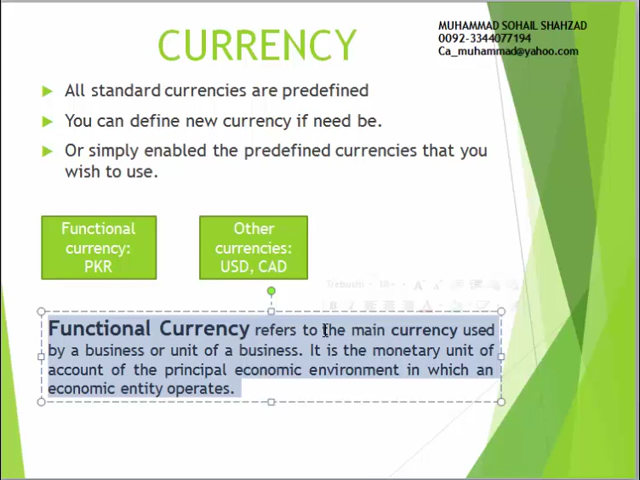 MUHAMMAD SOHAIL SHAHZAD
0092-3344077194
Ca_muhammad@yahoo.com
CURRENCY
All standard currencies are predefined
You can define new currency if need be.
Or simply enabled the predefined currencies that you
wish to use.
Functional
currency:
PKR
Other
currencies:
USD, CAD
Functional Currency refers to the main currency used
by a business or unit of a business. It is the monetary unit of
account of the principal economic environment in which an
economic entity operates.